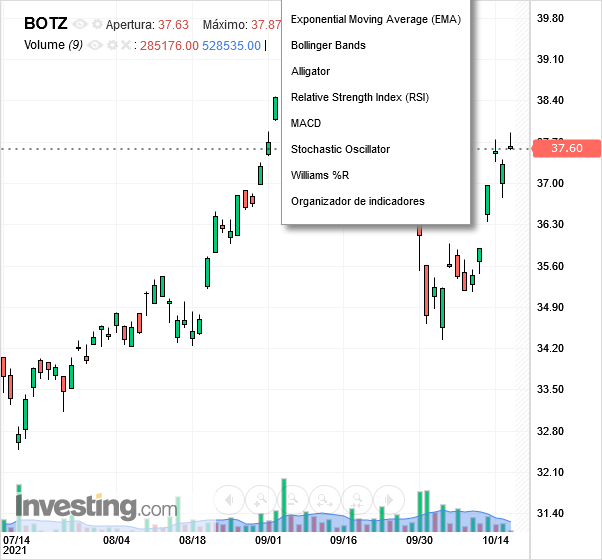 BOTZ Apertura: 37.63 Máximo: 37.87
Volume (9) : 285176.00 528535.00
Exponential Moving Average (EMA)
Bollinger Bands
Alligator
Relative Strength Index (RSI)
MACD
Stochastic Oscillator
Williams %R
Organizador de indicadores
39.80
39.10
38.40
37.60
37.00
36.30
35.60
34.90
34.20
33.50
32.80
32.10
31.40
Investing.com
07/14 08/04 08/18 09/01 09/16 09/30 10/14
2021